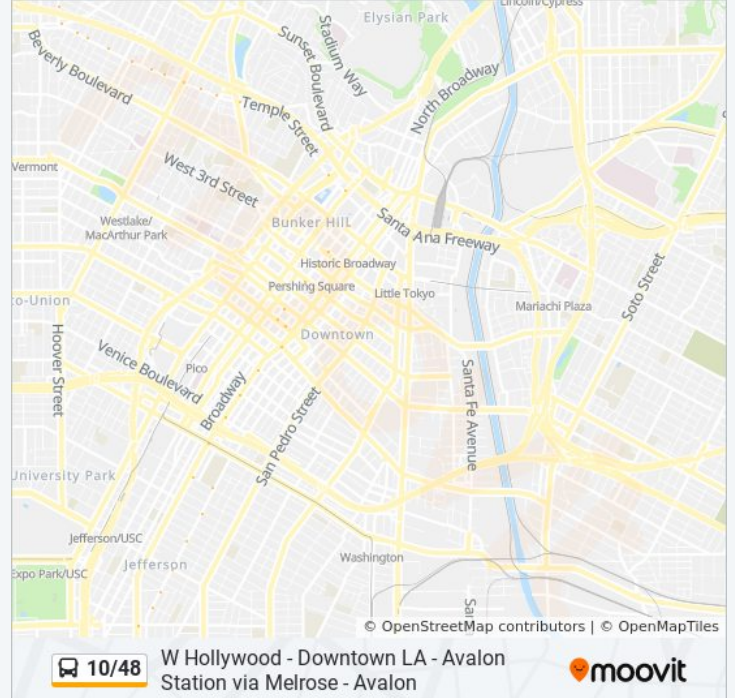 Lincoln/Cypress
Elysian Park
Stadium Way
Sunset Boulevard
Beverly Boulevard
North Broadway
Temple Street
Vermont
West 3rd Street
Westlake/
MacArthur Park
Bunker Hill
Santa Ana Freeway
Historic Broadway
Pershing Square
Little Tokyo
Mariachi Plaza
Soto Street
o-Union
Downtown
Hoover Street
Venice Boulevard
Pico
Broadway
San Pedro Street
Santa Fe Avenue
University Park
Jefferson/USC
Jefferson
Washington
Expo Park/USC
San
© OpenStreetMap contributors | © OpenMapTiles
10/48
W Hollywood - Downtown LA - Avalon
Station via Melrose - Avalon
moovit